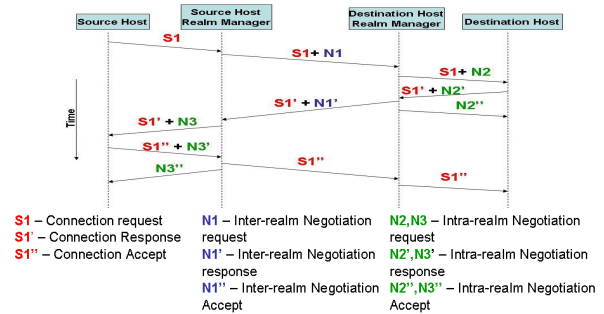 Source Host
Source Host
Realm Manager
Destination Host
Realm Manager
Destination Host
S1
S1+ N1
S1+ N2
S1’ + N2’
S1’ + N1’
N2’’
S1’ + N3
S1’’ + N3’
N3’’
S1’’
S1’’
Time
S1 – Connection request
S1’ – Connection Response
S1’’ – Connection Accept
N1 – Inter-realm Negotiation
request
N1’ – Inter-realm Negotiation
response
N1’’ – Inter-realm Negotiation
Accept
N2,N3 – Intra-realm Negotiation
request
N2’,N3’ – Intra-realm Negotiation
response
N2’’,N3’’ – Intra-realm Negotiation
Accept